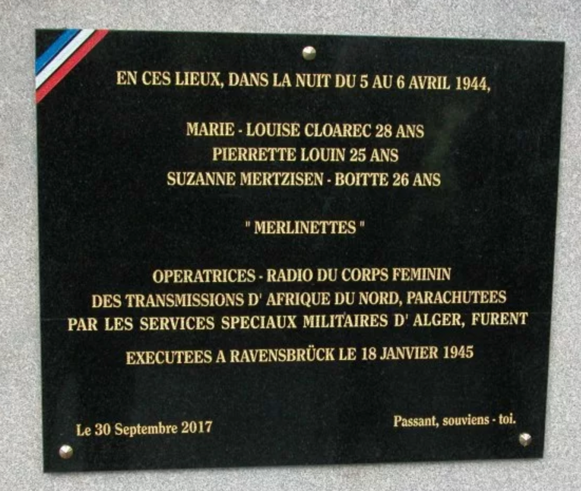 EN CES LIEUX, DANS LA NUIT DU 5 AU 6 AVRIL 1944,
MARIE - LOUISE CLOAREC 28 ANS
PIERRETTE LOUIN 25 ANS
SUZANNE MERTZISEN - BOITTE 26 ANS
" MERLINETTES "
OPERATRICES - RADIO DU CORPS FEMININ
DES TRANSMISSIONS D' AFRIQUE DU NORD, PARACHUTEES
PAR LES SERVICES SPECIAUX MILITAIRES D' ALGER, FURENT
EXECUTEES A RAVENSBRÜCK LE 18 JANVIER 1945
Le 30 Septembre 2017
Passant, souviens - toi.